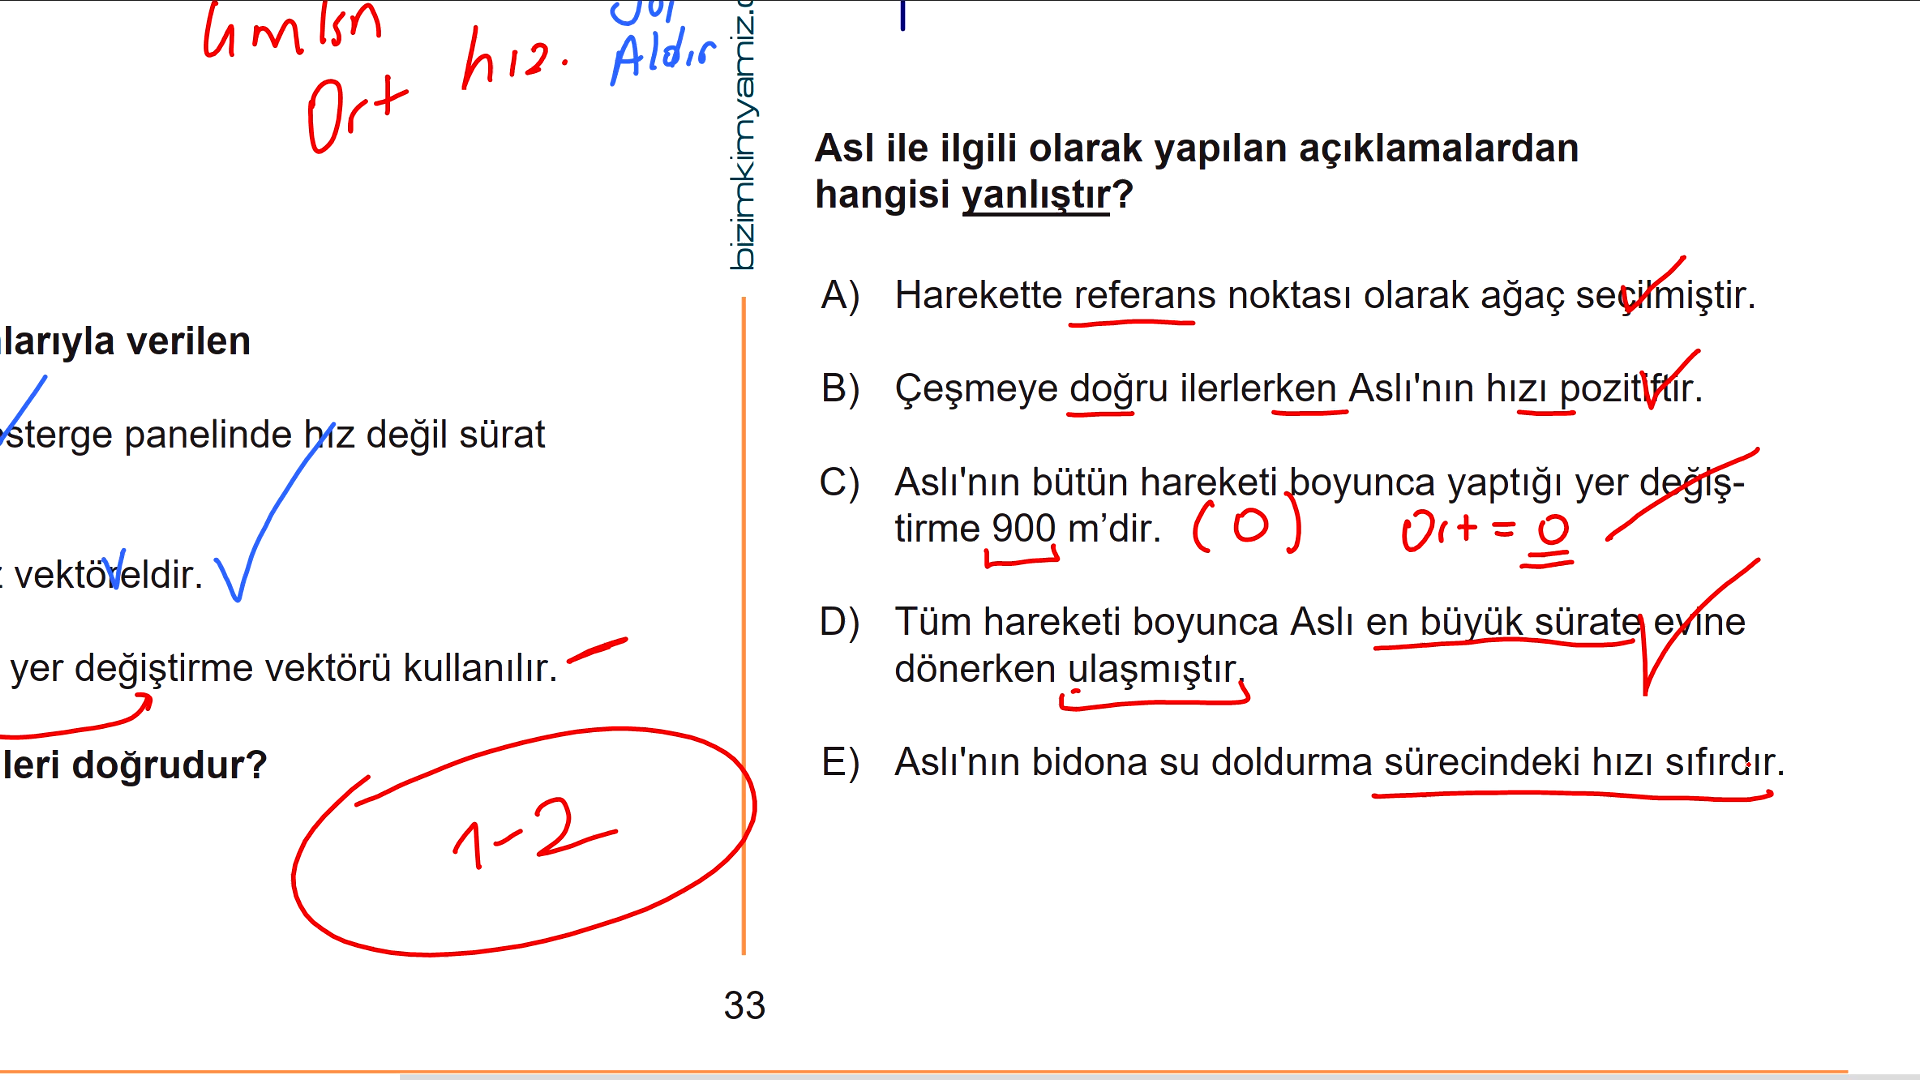 4m/sn
Ort hız.
Aldır
bizimkimyamiz.c
larıyla verilen
sterge panelinde hız değil sürat
vektöreldir.
yer değiştirme vektörü kullanılır.
leri doğrudur?
1-2
Asl ile ilgili olarak yapılan açıklamalardan
hangisi yanlıştır?
A) Harekette referans noktası olarak ağaç seçilmiştir.
B) Çeşmeye doğru ilerlerken Aslı'nın hızı pozitiftir.
C) Aslı'nın bütün hareketi boyunca yaptığı yer değiş-
tirme 900 m’dir. (0) Ort = 0
D) Tüm hareketi boyunca Aslı en büyük sürate evine
dönerken ulaşmıştır.
E) Aslı'nın bidona su doldurma sürecindeki hızı sıfırdır.
33